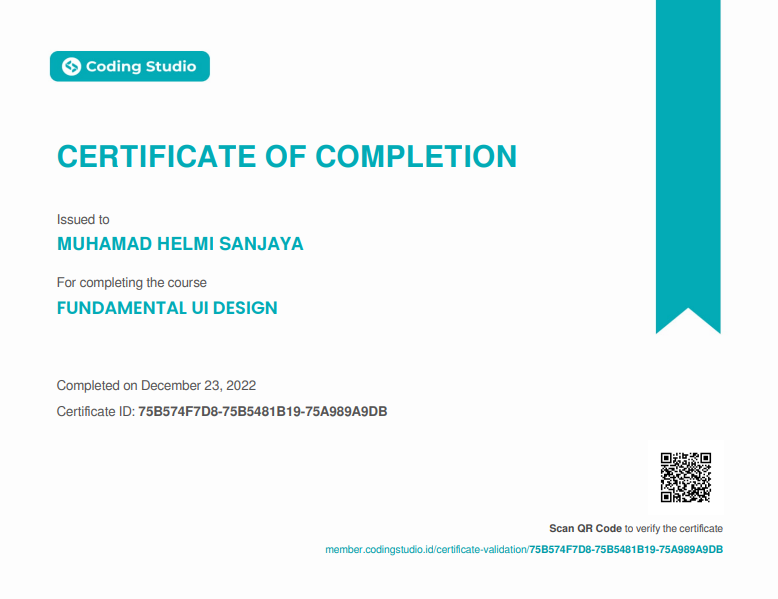 Coding Studio
CERTIFICATE OF COMPLETION
Issued to
MUHAMAD HELMI SANJAYA
For completing the course
FUNDAMENTAL UI DESIGN
Completed on December 23, 2022
Certificate ID: 75B574F7D8-75B5481B19-75A989A9DB
Scan QR Code to verify the certificate
member.codingstudio.id/certificate-validation/75B574F7D8-75B5481B19-75A989A9DB